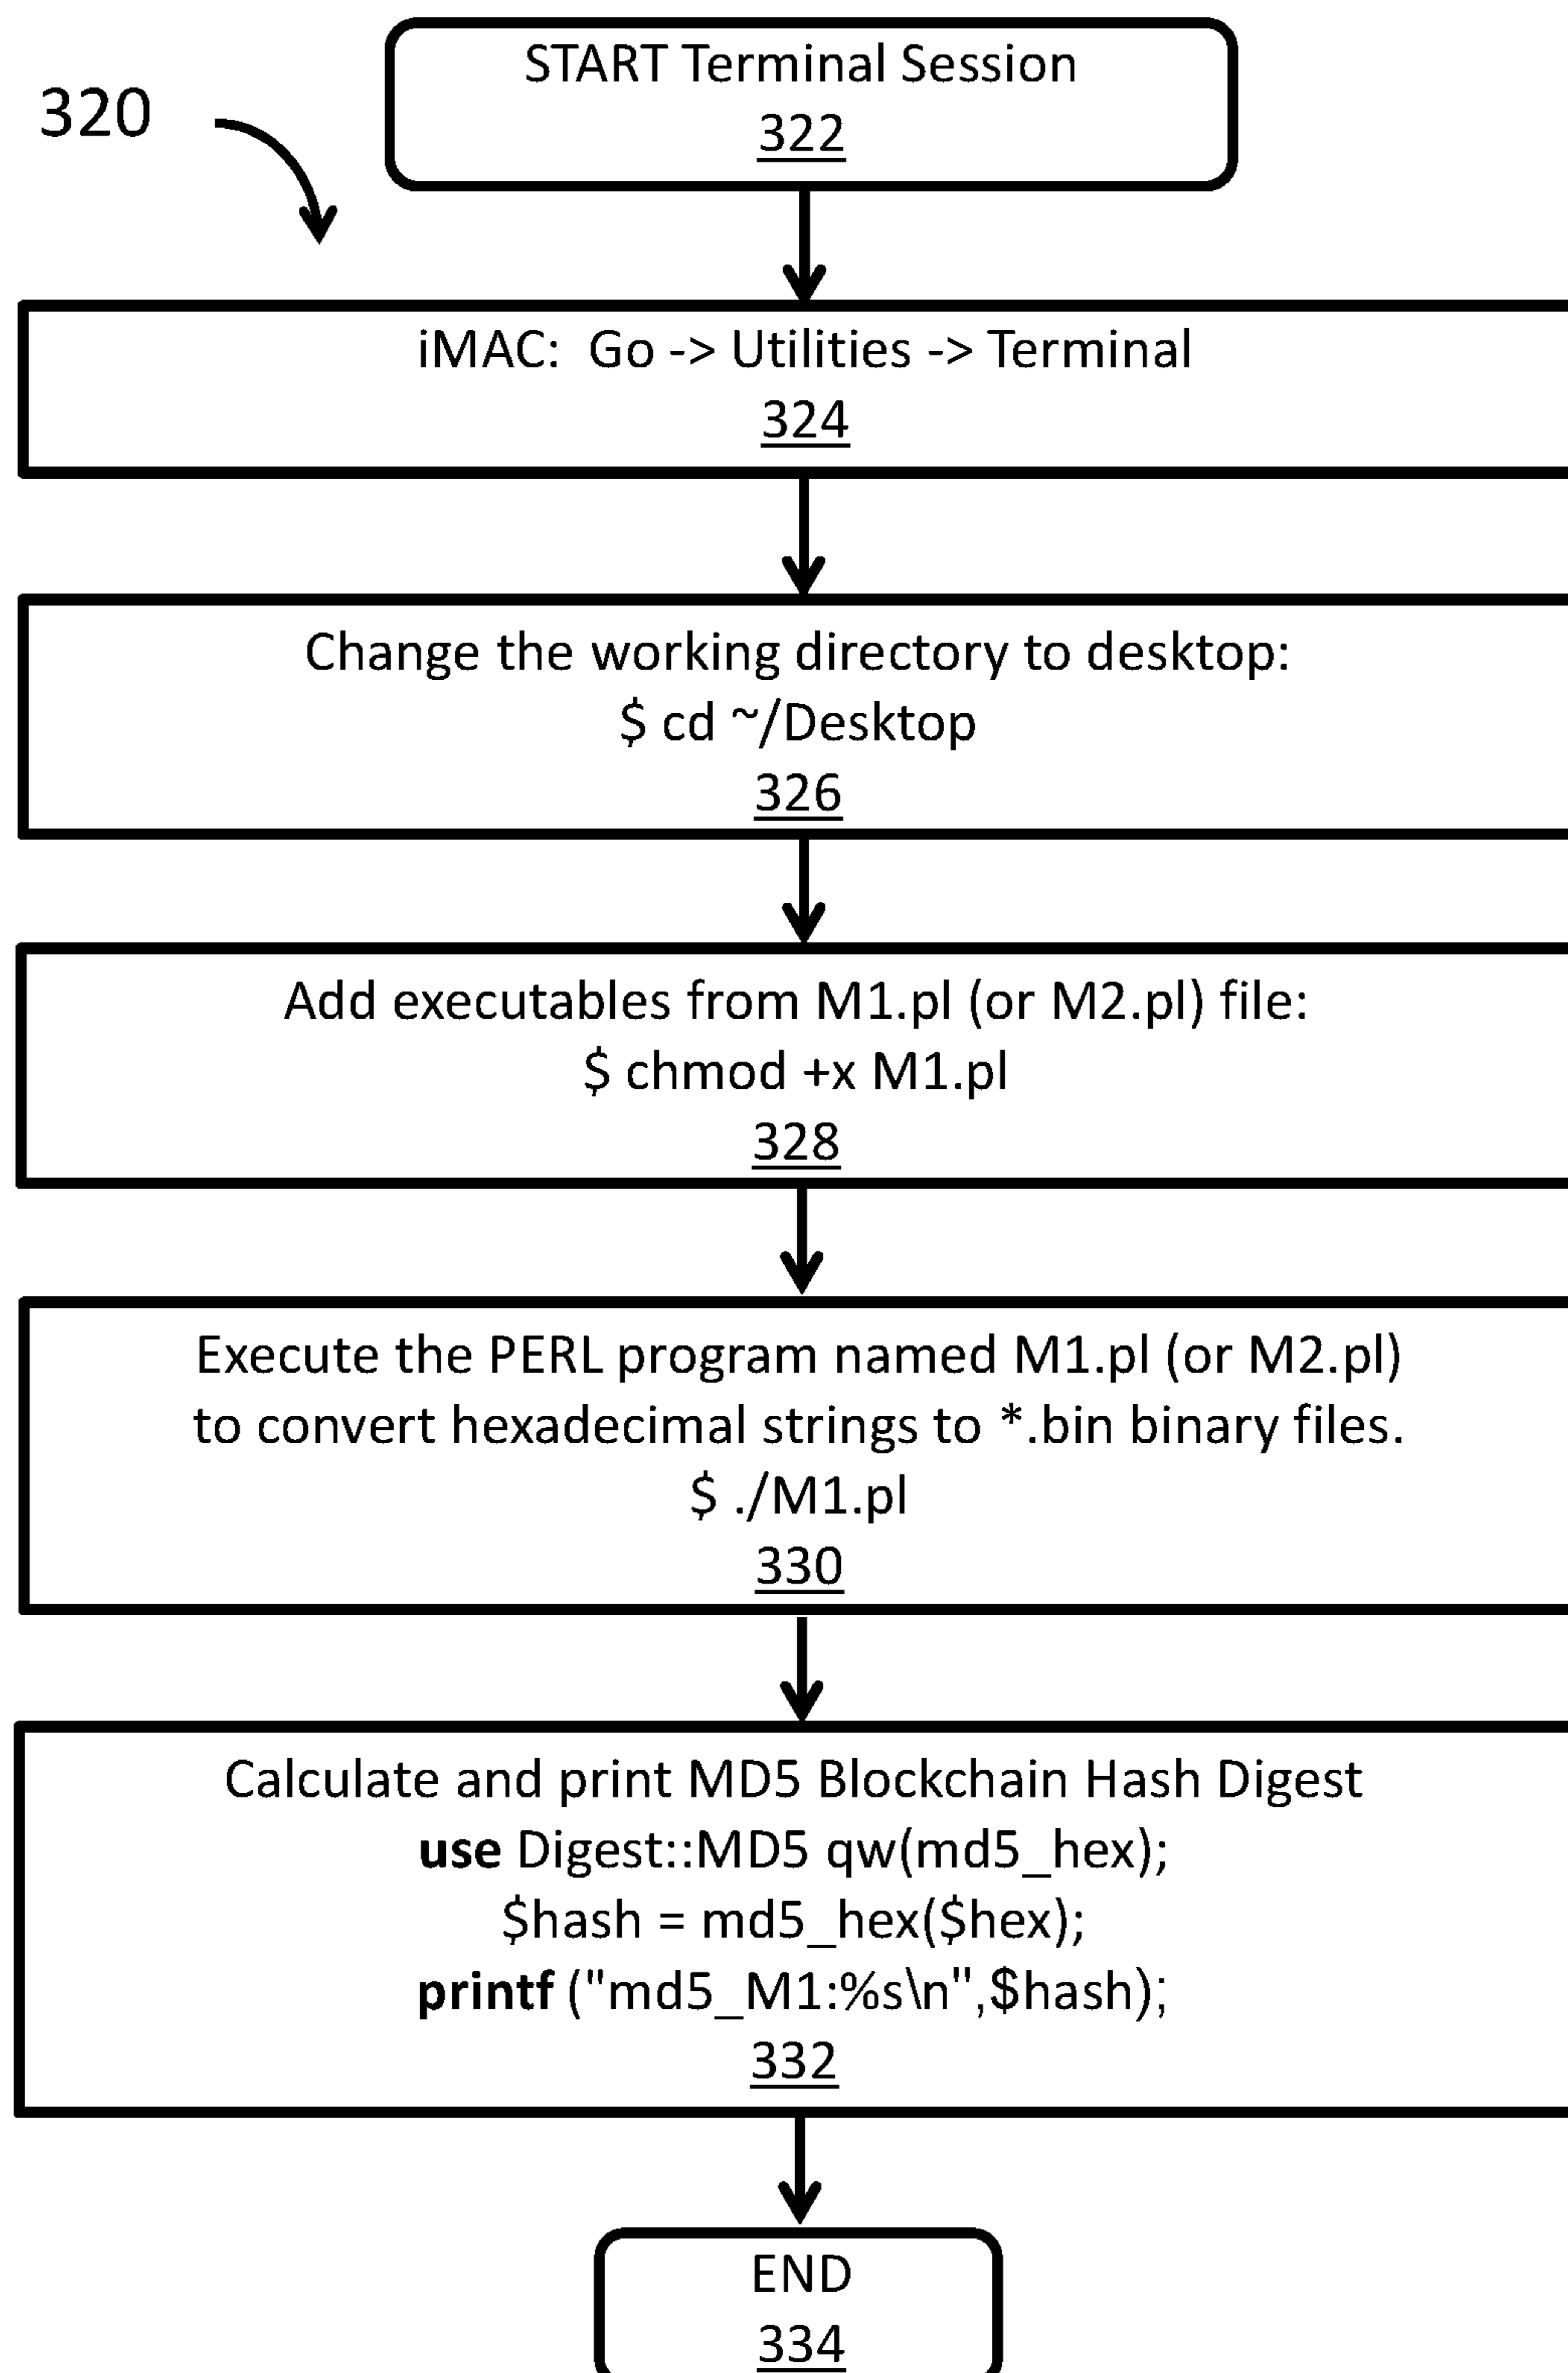 START Terminal Session
320
322
iMAC:  Go -> Utilities -> Terminal
324
Change the working directory to desktop:
$ cd ~/Desktop
326
Add executables from M1.pl (or M2.pl) file:
$ chmod +x M1.pl
328
Execute the PERL program named M1.pl (or M2.pl)
to convert hexadecimal strings to *.bin binary files.
$ ./M1.pl
330
Calculate and print MD5 Blockchain Hash Digest
use Digest::MD5 qw(md5_hex);
$hash = md5_hex($hex);
printf ("md5_M1:%s\n",$hash);
332
END
334